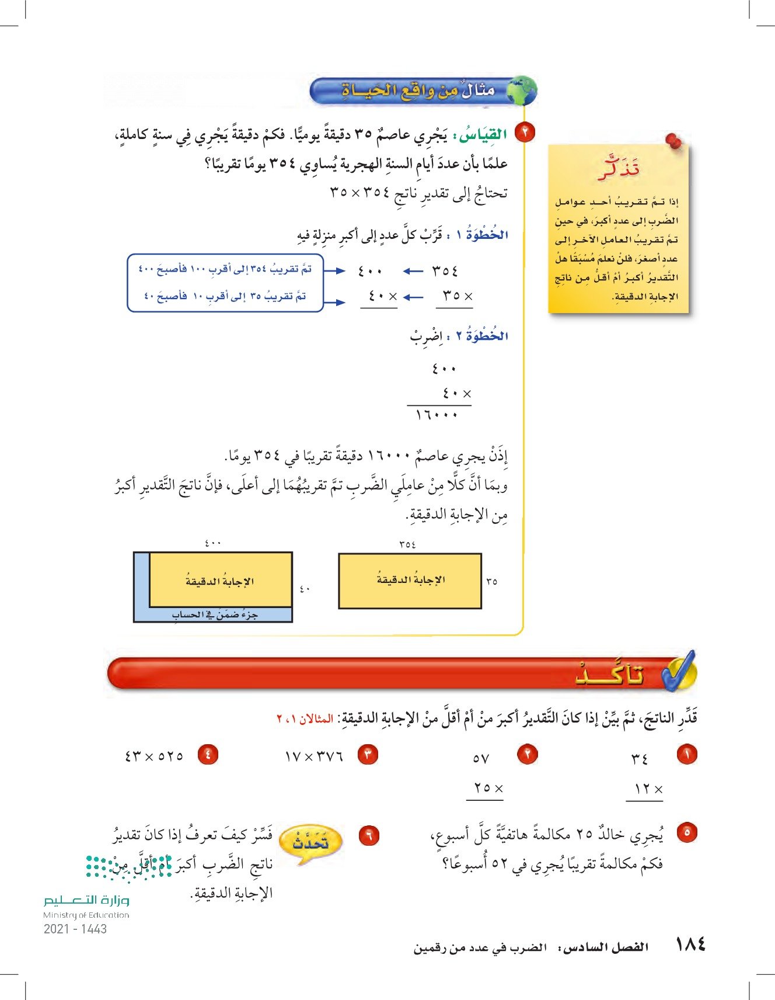 مثالٌ مِن واقِعِ الحَيـاةِ
٢ القِيَاسُ: يَجْرِي عاصمٌ ٣٥ دقيقةً يوميًّا. فكمْ دقيقةً يَجْرِي فِي سنةٍ كاملةٍ،
علمًا بأن عددَ أيامِ السنةِ الهجرية يُساوِي ٣٥٤ يومًا تقريبًا؟
تحتاجُ إلى تقديرِ ناتجِ ٣٥٤ × ٣٥
تَذَكَّرْ
إذا تمَّ تقريبُ أحد عواملِ
الضَّربِ إلى عددٍ أكبرَ، في حينِ
تمَّ تقريبُ العاملِ الآخرِ إلى
عددٍ أصغرَ، فلنْ نعلمَ مُسْبَقًا هلْ
التَّقديرُ أكبرُ أمْ أقلُّ مِن ناتجِ
الإجابةِ الدقيقةِ.
الخُطْوَةُ ١ : قَرِّبْ كلَّ عددٍ إلى أكبرِ منزلةٍ فيهِ
٣٥٤ ← ٤٠٠ تمَّ تقريبُ ٣٥٤ إلى أقربِ ١٠٠ فأصبحَ ٤٠٠
× ٣٥ ← × ٤٠ تمَّ تقريبُ ٣٥ إلى أقربِ ١٠ فأصبحَ ٤٠
الخُطْوَةُ ٢ : اِضْرِبْ
٤٠٠
× ٤٠
١٦٠٠٠
إِذَنْ يجرِي عاصمٌ ١٦٠٠٠ دقيقةً تقريبًا في ٣٥٤ يومًا.
وبمَا أنَّ كلًّا مِنْ عامِلَيِ الضَّربِ تمَّ تقريبُهُمَا إلى أعلَى، فإنَّ ناتجَ التَّقديرِ أكبرُ
مِن الإجابةِ الدقيقةِ.
٣٥٤
الإجابةُ الدقيقةُ
٣٥
٤٠٠
الإجابةُ الدقيقةُ
٤٠
جزءٌ ضمَنَ في الحسابِ
تأكَّـدْ
قَدِّرِ الناتجَ، ثمَّ بيِّنْ إذا كانَ التَّقديرُ أكبرَ منْ أمْ أقلَّ منْ الإجابةِ الدقيقةِ: المثالان ١، ٢
١ ٣٤
× ١٢
٢ ٥٧
× ٢٥
٣ ٣٧٦ × ١٧
٤ ٥٢٥ × ٤٣
٥ يُجرِي خالدٌ ٢٥ مكالمةً هاتفيَّةً كلَّ أسبوعٍ،
فكمْ مكالمةً تقريبًا يُجرِي في ٥٢ أُسبوعًا؟
٦ تَحَدَّثْ فَسِّرْ كيفَ تعرفُ إذا كانَ تقديرُ
ناتجِ الضَّربِ أكبرَ أم أقلَّ مِنْ
الإجابةِ الدقيقةِ.
وزارة التعـليم
Ministry of Education
2021 - 1443
١٨٤ الفصل السادس: الضرب في عدد من رقمين